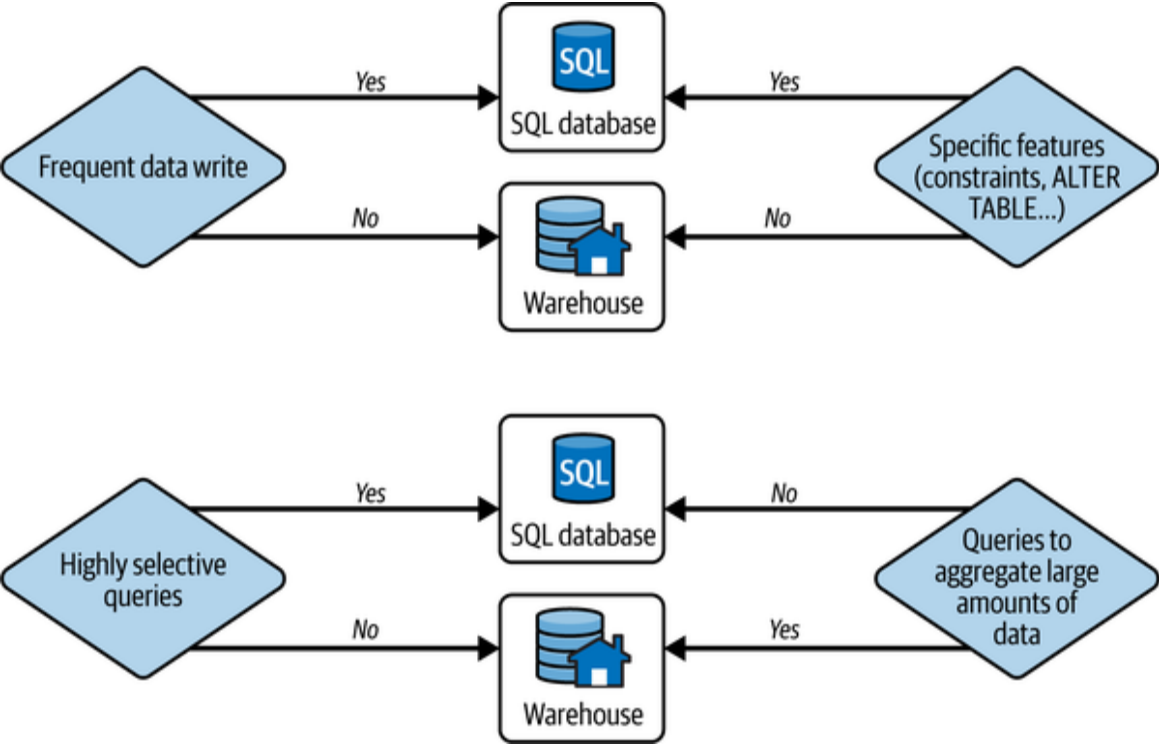 SQL
SQL database
Yes
Yes
Frequent data write
Specific features
(constraints, ALTER
TABLE...)
No
No
Warehouse
SQL
SQL database
Yes
No
Highly selective
queries
Queries to
aggregate large
amounts of
data
No
Yes
Warehouse